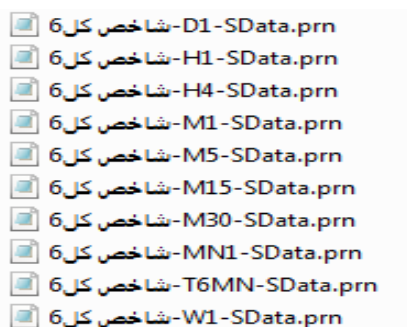 شاخص کل6-D1-SData.prn
شاخص کل6-H1-SData.prn
شاخص کل6-H4-SData.prn
شاخص کل6-M1-SData.prn
شاخص کل6-M5-SData.prn
شاخص کل6-M15-SData.prn
شاخص کل6-M30-SData.prn
شاخص کل6-MN1-SData.prn
شاخص کل6-T6MN-SData.prn
شاخص کل6-W1-SData.prn